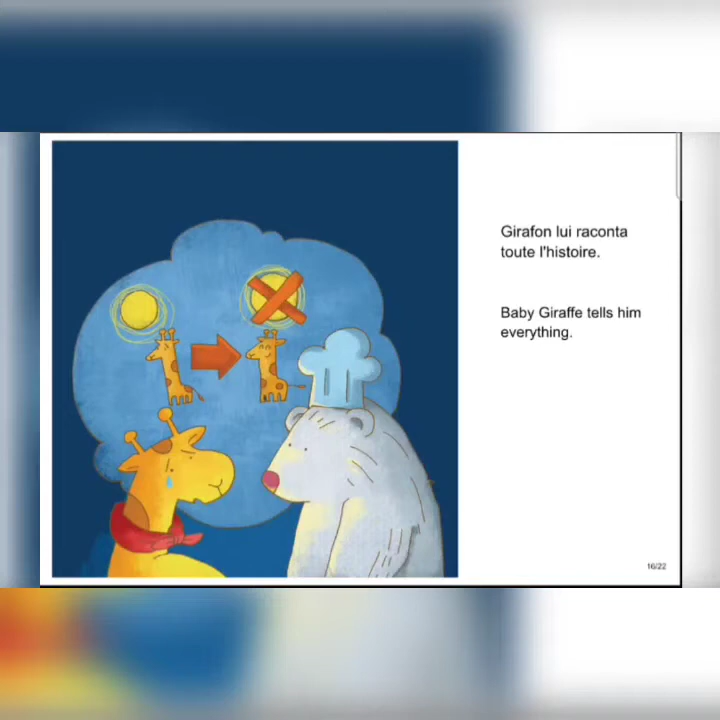 Girafon lui raconta
toute l'histoire.
Baby Giraffe tells him
everything.
16/22